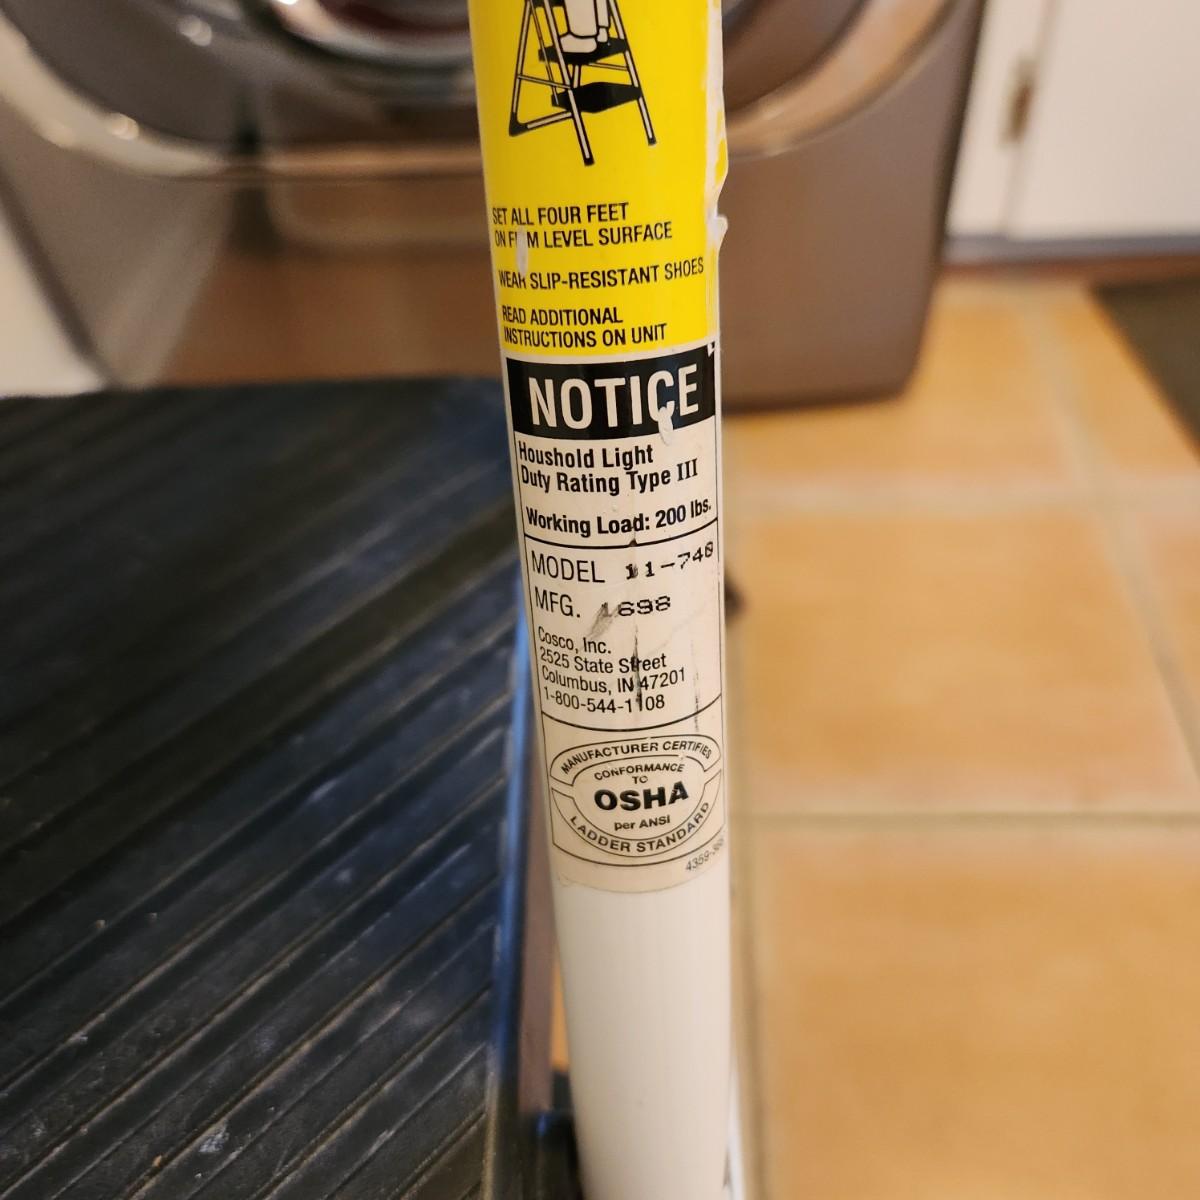 SET ALL FOUR FEET
ON FIRM LEVEL SURFACE
WEAR SLIP-RESISTANT SHOES
READ ADDITIONAL
INSTRUCTIONS ON UNIT
NOTICE
Houshold Light
Duty Rating Type III
Working Load: 200 lbs.
MODEL 11-740
MFG. 1698
Cosco, Inc.
2525 State Street
Columbus, IN 47201
1-800-544-1108
MANUFACTURER CERTIFIES
CONFORMANCE
TO
OSHA
per ANSI
LADDER STANDARD